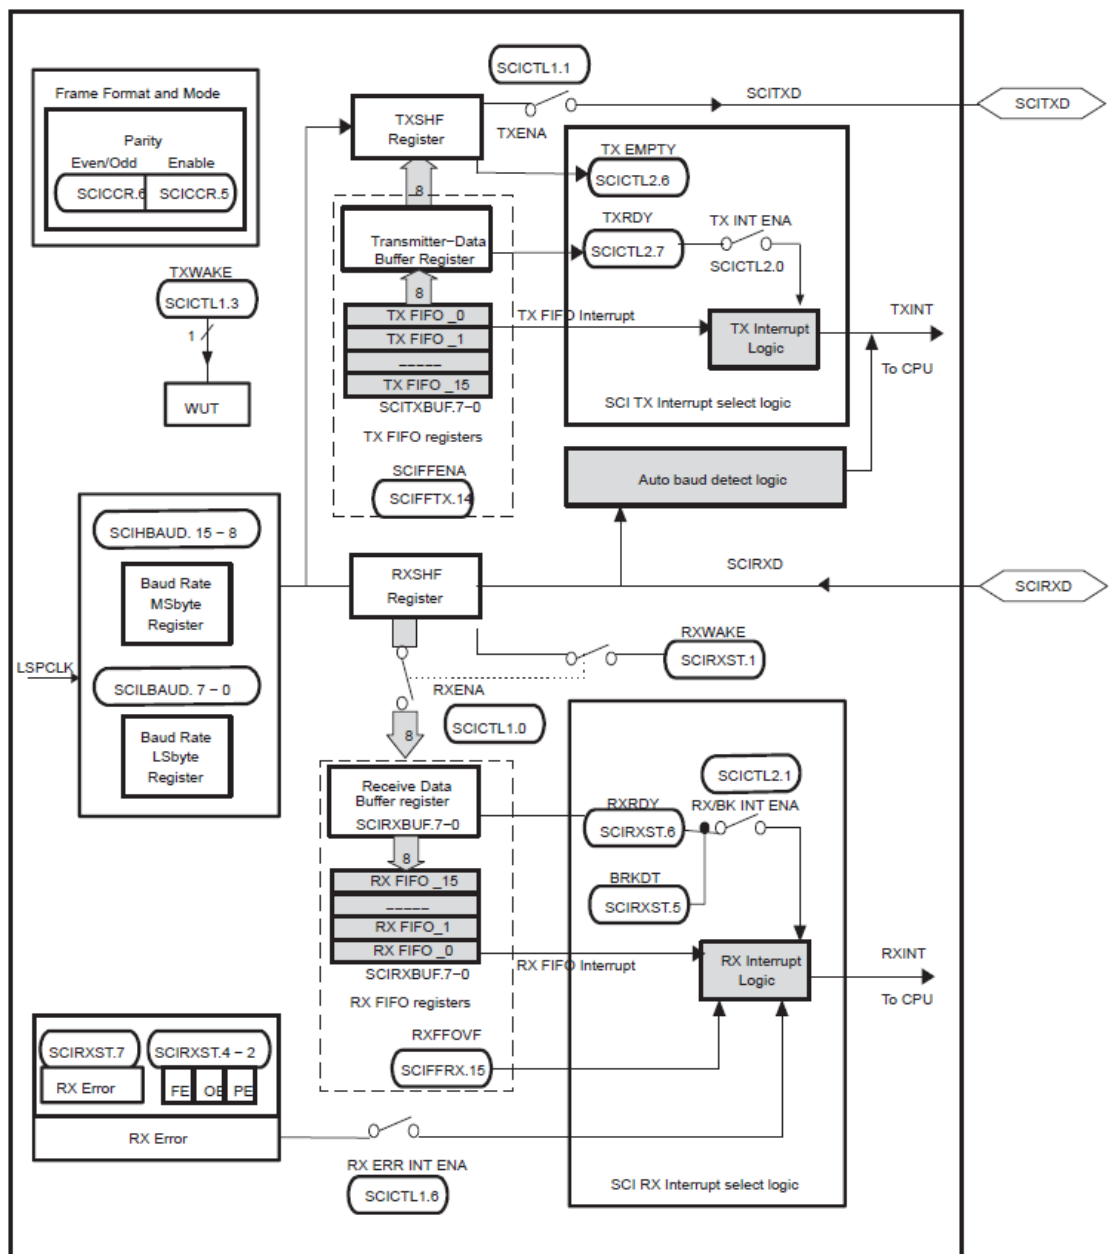 SCICTL1.1
Frame Format and Mode
Parity
Even/Odd Enable
SCICCR.6 SCICCR.5
TXSHF
Register
TXENA
SCITXD
SCITXD
TX EMPTY
SCICTL2.6
8
TXRDY
SCICTL2.7
TX INT ENA
SCICTL2.0
Transmitter-Data
Buffer Register
8
TXWAKE
SCICTL1.3
1
WUT
TX FIFO _0
TX FIFO _1
_____
TX FIFO _15
SCITXBUF.7-0
TX FIFO registers
SCIFFENA
SCIFFTX.14
TX FIFO Interrupt
TX Interrupt
Logic
TXINT
To CPU
SCI TX Interrupt select logic
Auto baud detect logic
SCIHBAUD. 15 - 8
Baud Rate
MSbyte
Register
LSPCLK
SCILBAUD. 7 - 0
Baud Rate
LSbyte
Register
RXSHF
Register
SCIRXD
SCIRXD
RXWAKE
SCIRXST.1
RXENA
SCICTL1.0
8
Receive Data
Buffer register
SCIRXBUF.7-0
8
RX FIFO _15
_____
RX FIFO_1
RX FIFO _0
SCIRXBUF.7-0
RX FIFO registers
RXFFOVF
SCIFFRX.15
SCICTL2.1
RX/BK INT ENA
RXRDY
SCIRXST.6
BRKDT
SCIRXST.5
RX FIFO Interrupt
RX Interrupt
Logic
RXINT
To CPU
SCI RX Interrupt select logic
SCIRXST.7 SCIRXST.4 - 2
RX Error
FE OE PE
RX Error
RX ERR INT ENA
SCICTL1.6